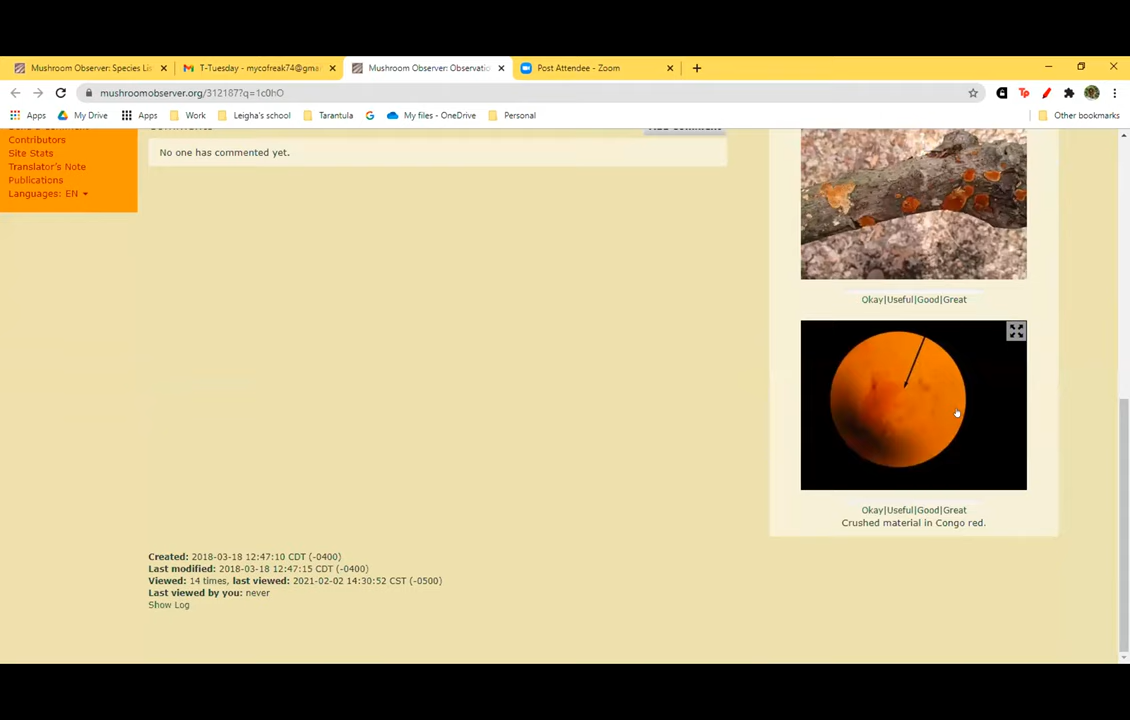 Mushroom Observer: Species Lis
T-Tuesday - mycofreak74@gmai
Mushroom Observer: Observatio
Post Attendee - Zoom
mushroomobserver.org/312187?q=1c0hO
Apps
My Drive
Apps
Work
Leigha's school
Tarantula
My files - OneDrive
Personal
Other bookmarks
Contributors
Site Stats
Translator's Note
Publications
Languages: EN
No one has commented yet.
Okay|Useful|Good|Great
Okay|Useful|Good|Great
Crushed material in Congo red.
Created: 2018-03-18 12:47:10 CDT (-0400)
Last modified: 2018-03-18 12:47:15 CDT (-0400)
Viewed: 14 times, last viewed: 2021-02-02 14:30:52 CST (-0500)
Last viewed by you: never
Show Log